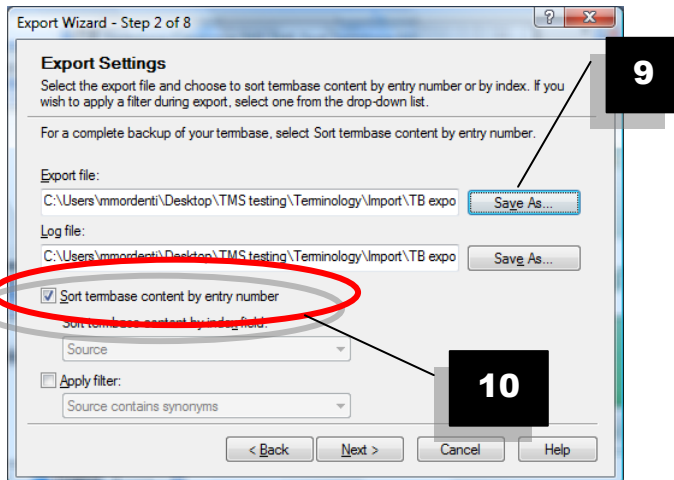 Export Wizard - Step 2 of 8
9
Export Settings
Select the export file and choose to sort termbase content by entry number or by index. If you
wish to apply a filter during export, select one from the drop-down list.
For a complete backup of your termbase, select Sort termbase content by entry number.
Export file:
C:\Users\mmordenti\Desktop\TMS testing\Terminology\Import\TB expo
Save As...
Log file:
C:\Users\mmordenti\Desktop\TMS testing\Terminology\Import\TB expo
Save As...
Sort termbase content by entry number
Sort termbase content by index field:
Source
10
Apply filter:
Source contains synonyms
< Back
Next >
Cancel
Help